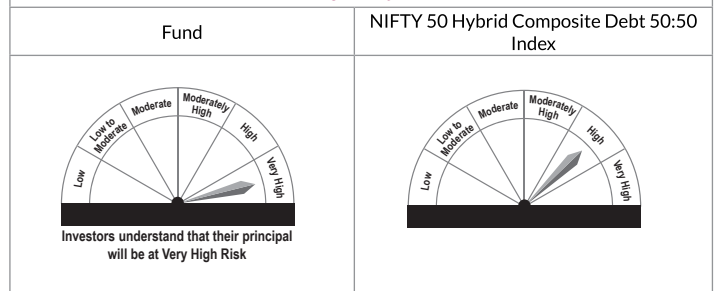 Fund
NIFTY 50 Hybrid Composite Debt 50:50
Index
Low
Low to
Moderate
Moderate
Moderately
High
High
Very High
Investors understand that their principal
will be at Very High Risk
Low
Low to
Moderate
Moderate
Moderately
High
High
Very High